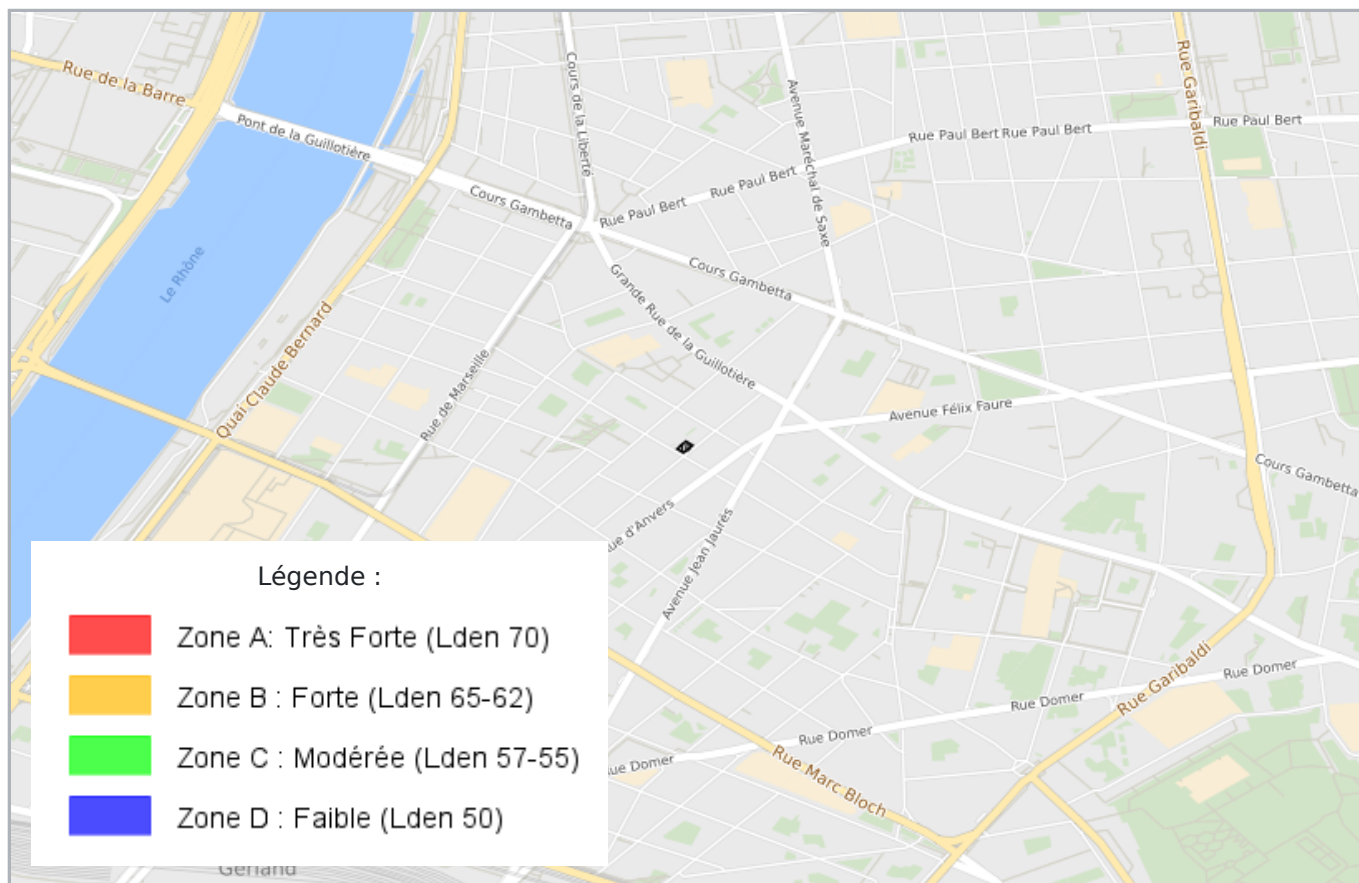 Rue de la Barre
Pont de la Guillotière
Cours de la Liberté
Avenue Maréchal de Saxe
Rue Garibaldi
Rue Paul Bert
Rue Paul Bert
Rue Paul Bert
Rue Paul Bert
Rue Paul Bert
Cours Gambetta
Le Rhône
Cours Gambetta
Grande Rue de la Guillotière
Quai Claude Bernard
Rue de Marseille
Avenue Félix Faure
Cours Gambetta
ue d'Anvers
Avenue Jean Jaurés
Légende :
Zone A: Très Forte (Lden 70)
Zone B : Forte (Lden 65-62)
Zone C : Modérée (Lden 57-55)
Zone D : Faible (Lden 50)
Rue Domer
Rue Domer
Rue Domer
ue Domer
Rue Garibaldi
Rue Marc Bloch
Gerland